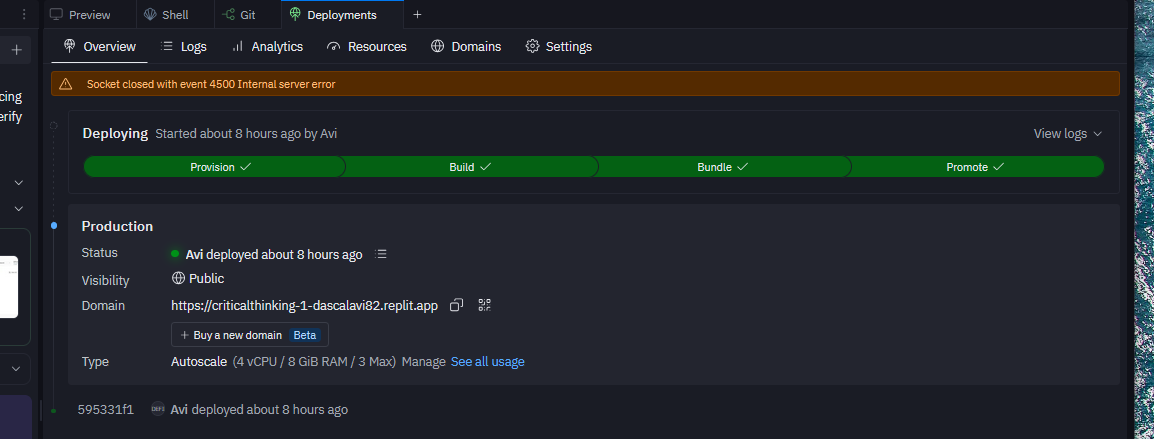 Preview Shell Git Deployments
Overview Logs Analytics Resources Domains Settings
Socket closed with event 4500 Internal server error
cing
erify
Deploying Started about 8 hours ago by Avi View logs
Provision Build Bundle Promote
Production
Status Avi deployed about 8 hours ago
Visibility Public
Domain https://criticalthinking-1-dascalavi82.replit.app
+ Buy a new domain Beta
Type Autoscale (4 vCPU / 8 GiB RAM / 3 Max) Manage See all usage
595331f1 Avi deployed about 8 hours ago